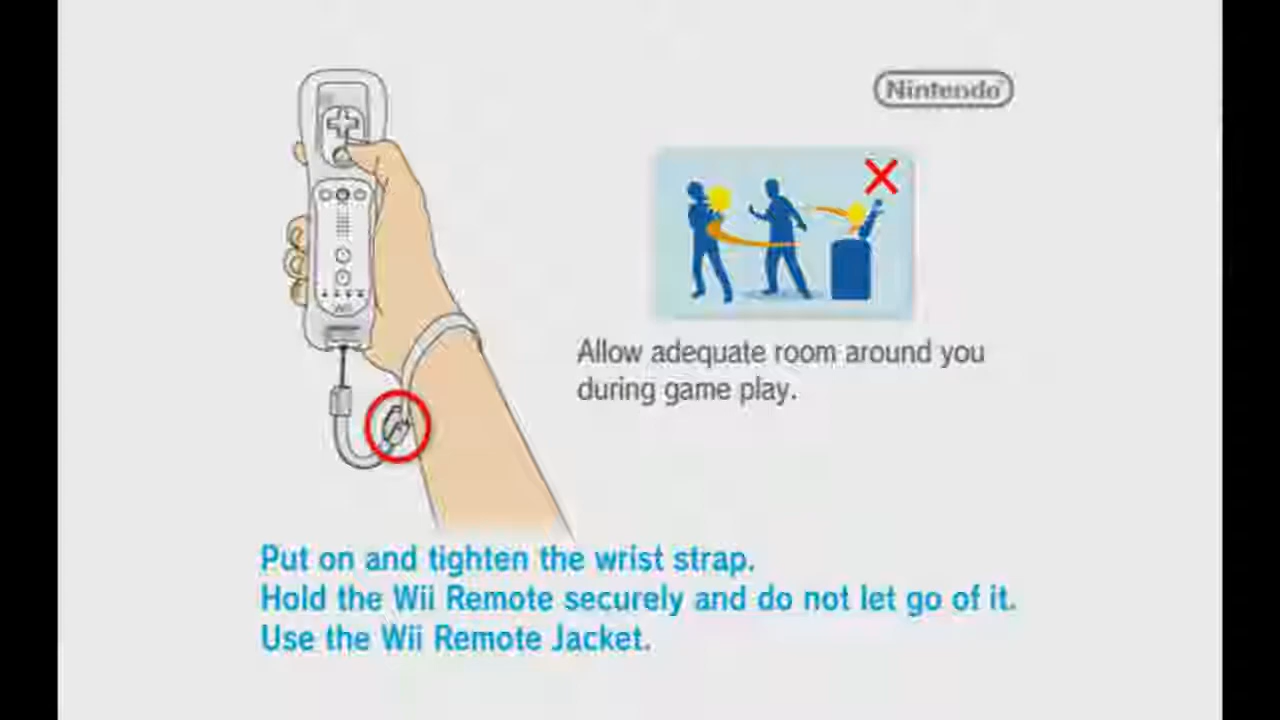 Nintendo
Allow adequate room around you
during game play.
Wii
Put on and tighten the wrist strap.
Hold the Wii Remote securely and do not let go of it.
Use the Wii Remote Jacket.